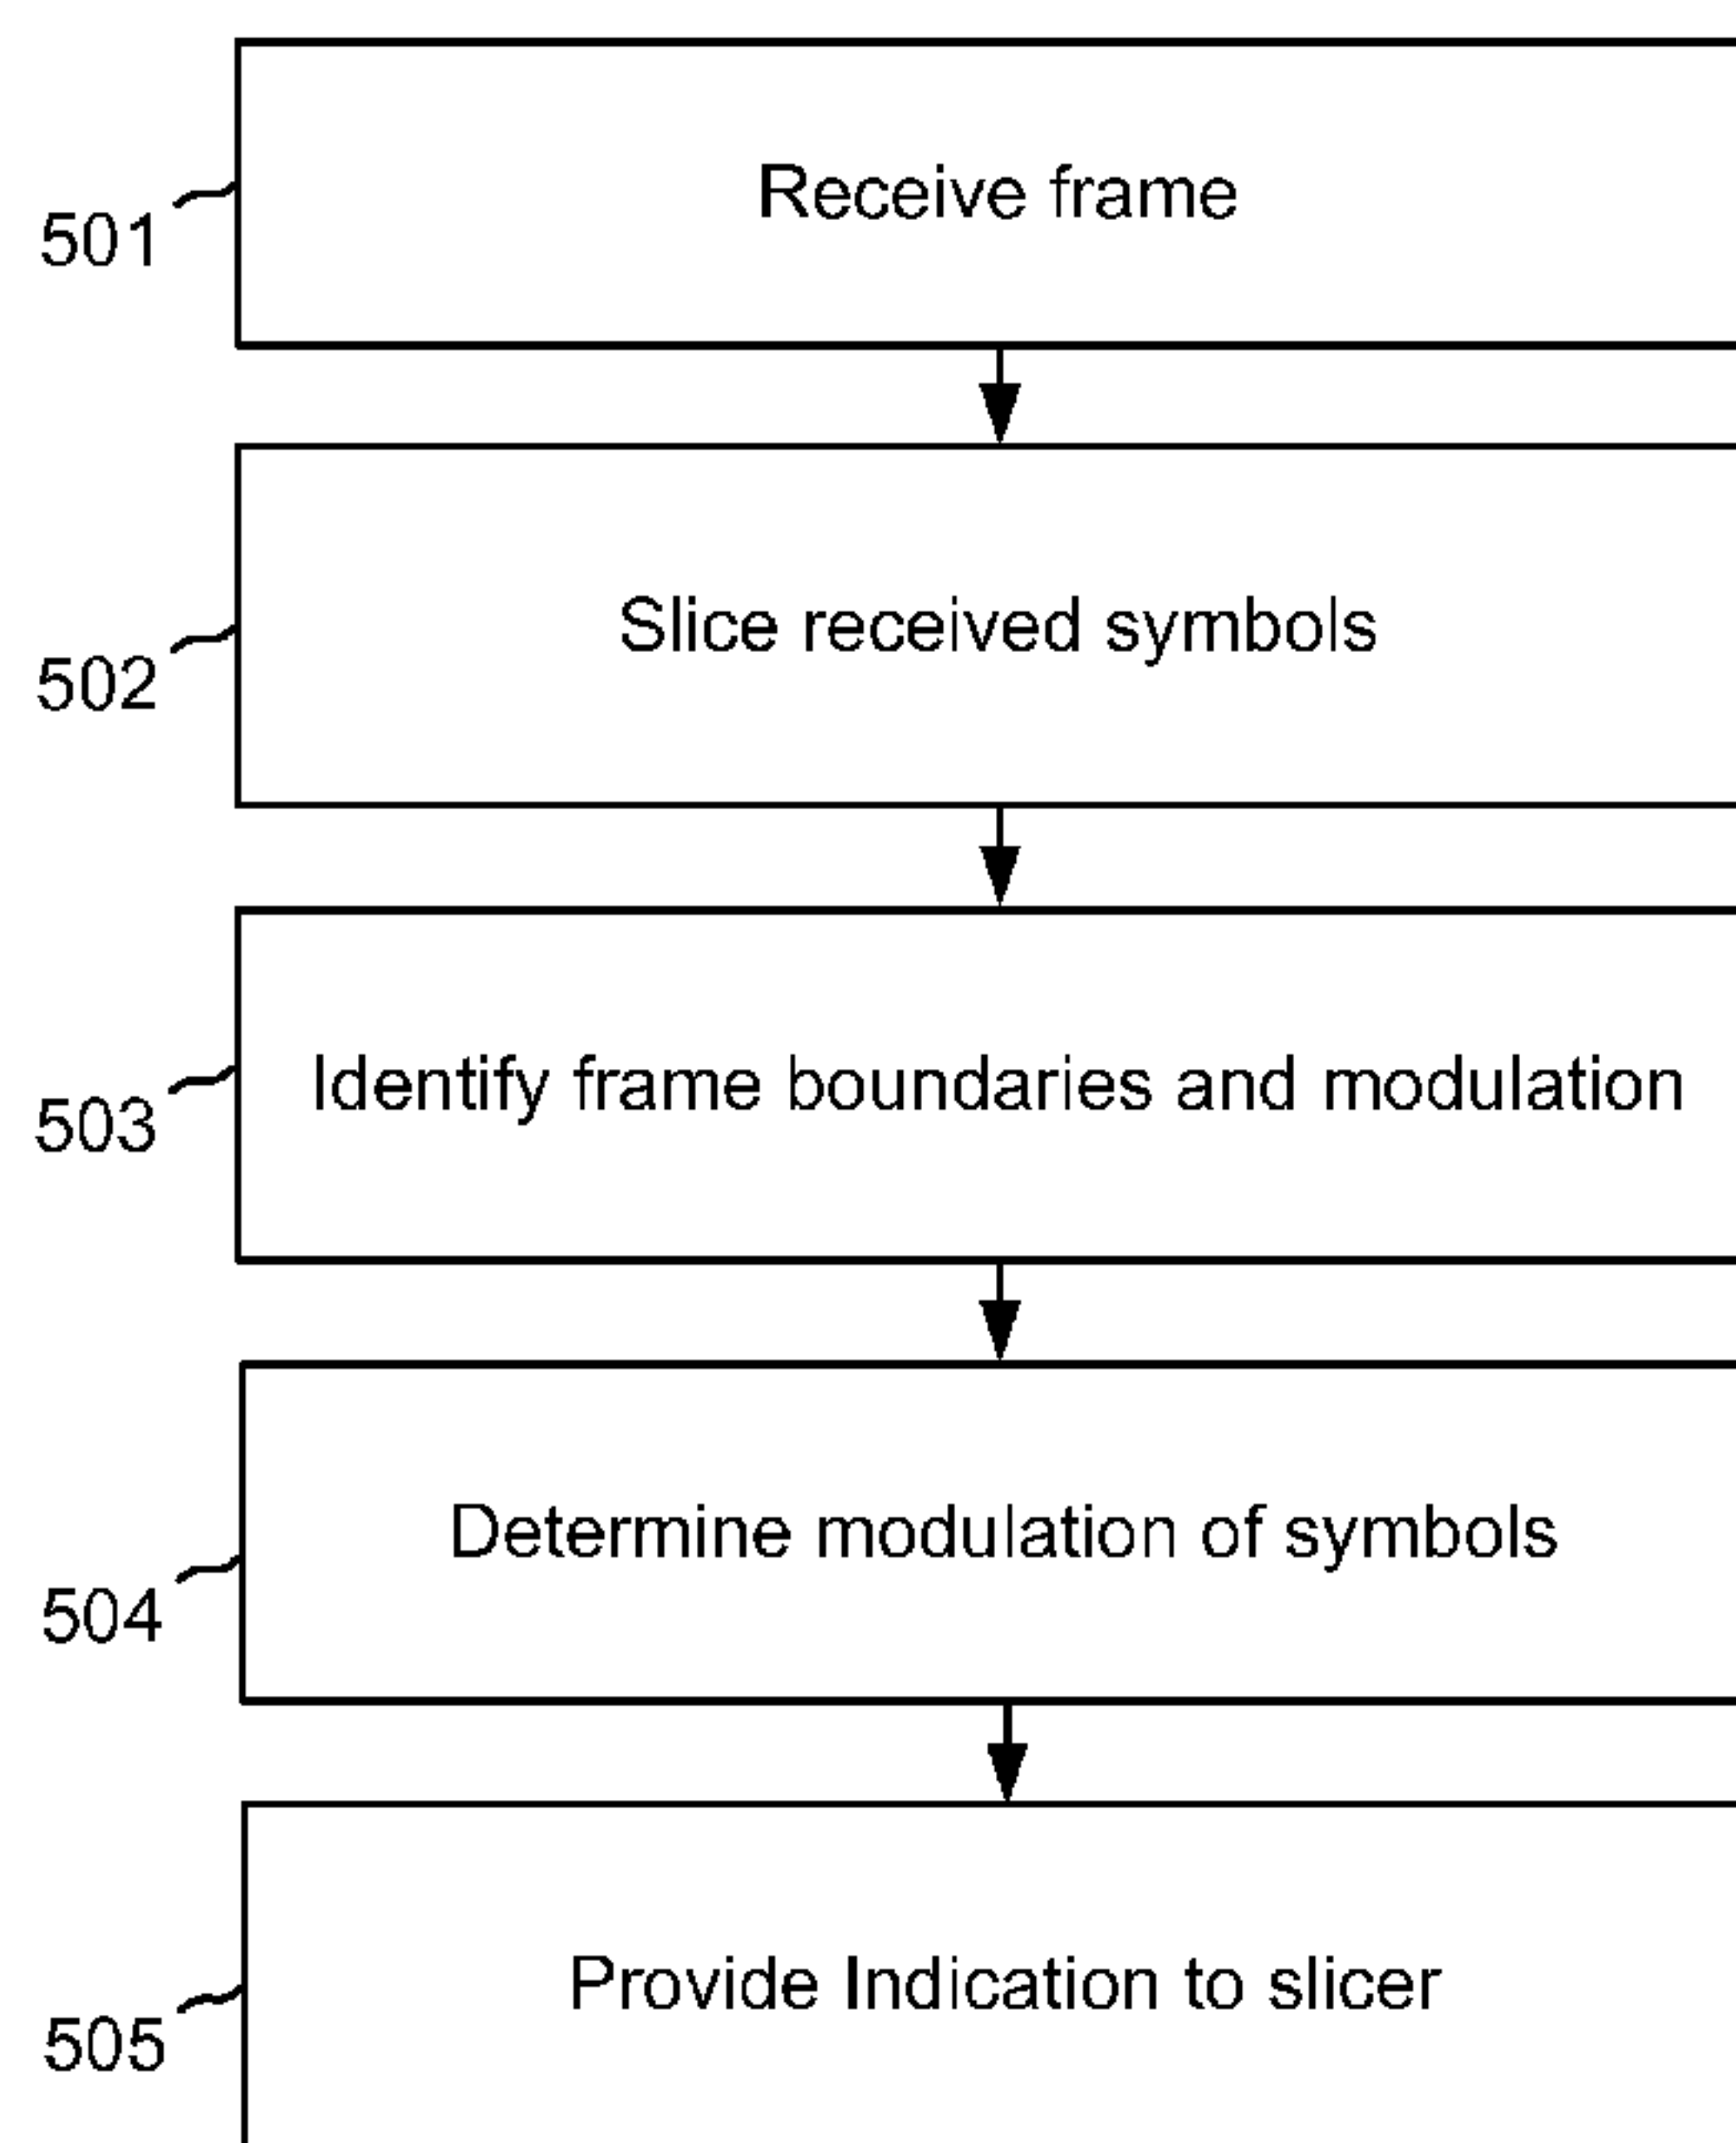 Receive frame
501
Slice received symbols
502
Identify frame boundaries and modulation
503
Determine modulation of symbols
504
Provide Indication to slicer
505